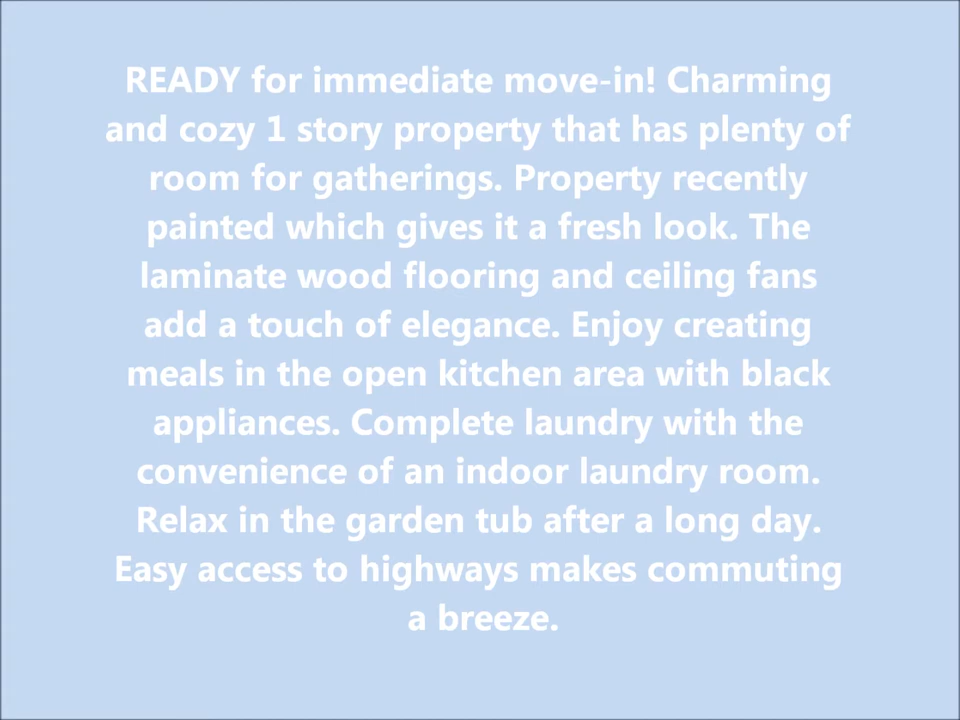 READY for immediate move-in! Charming
and cozy 1 story property that has plenty of
room for gatherings. Property recently
painted which gives it a fresh look. The
laminate wood flooring and ceiling fans
add a touch of elegance. Enjoy creating
meals in the open kitchen area with black
appliances. Complete laundry with the
convenience of an indoor laundry room.
Relax in the garden tub after a long day.
Easy access to highways makes commuting
a breeze.